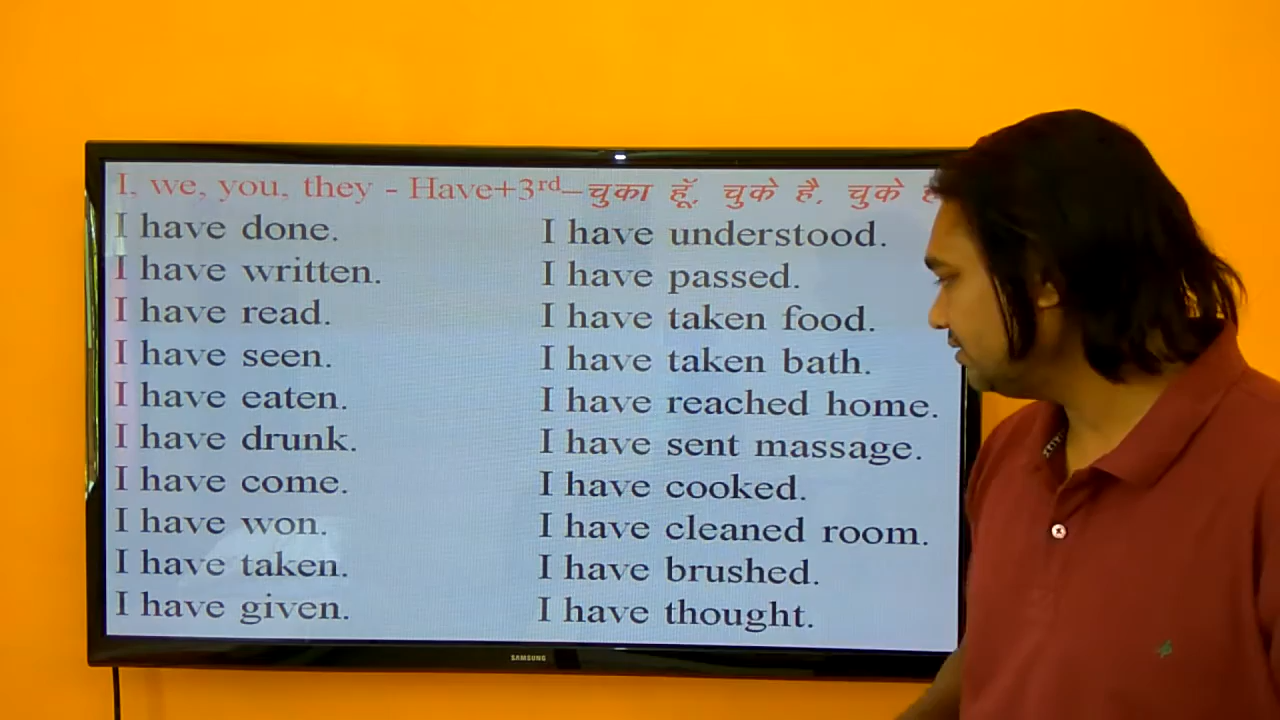 I, we, you, they - Have+3rd–चुका हूँ, चुके है, चुके
I have done.
I have written.
I have read.
I have seen.
I have eaten.
I have drunk.
I have come.
I have won.
I have taken.
I have given.
I have understood.
I have passed.
I have taken food.
I have taken bath.
I have reached home.
I have sent massage.
I have cooked.
I have cleaned room.
I have brushed.
I have thought.
SAMSUNG